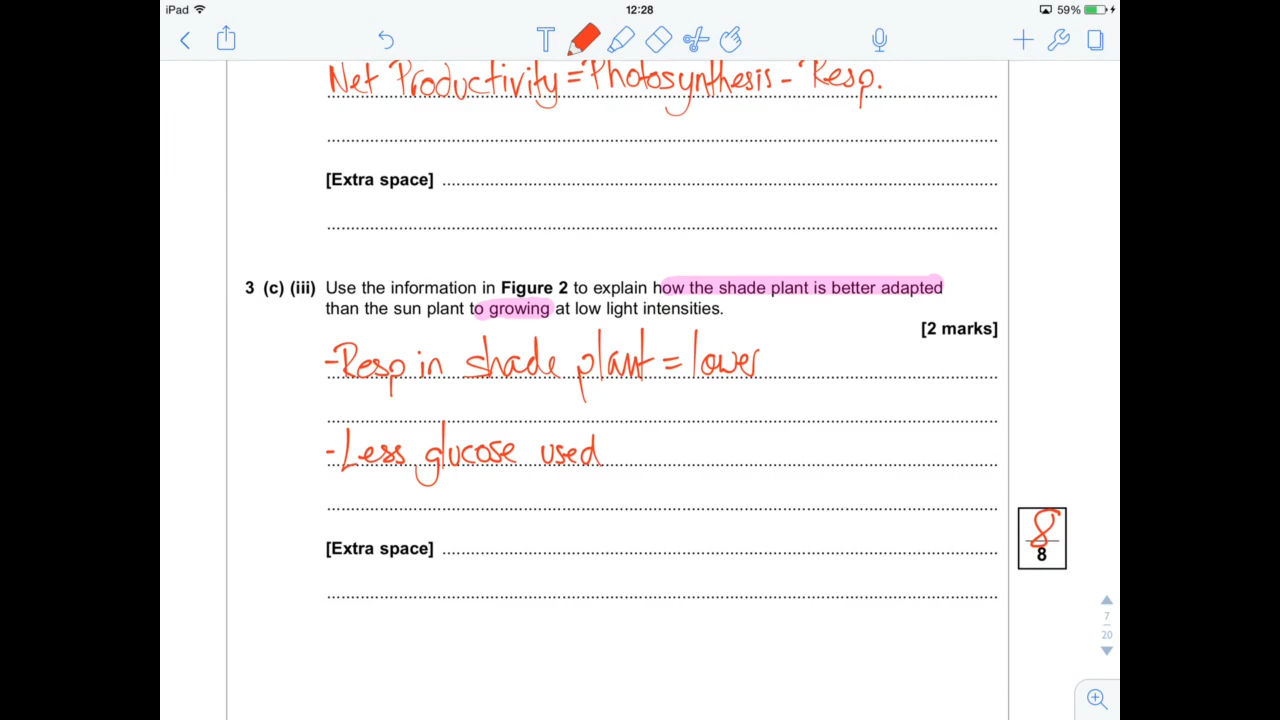 iPad 12:28 59%
T
Net Productivity = Photosynthesis - Resp.
[Extra space]
3 (c) (iii) Use the information in Figure 2 to explain how the shade plant is better adapted
than the sun plant to growing at low light intensities.
[2 marks]
-Resp in shade plant = lower
-Less glucose used
8
8
[Extra space]
7
20